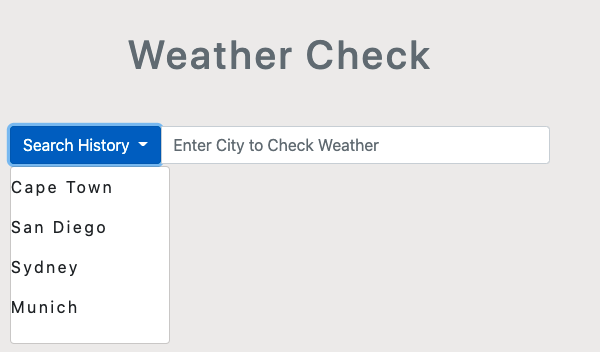 Weather Check
Search History
Enter City to Check Weather
Cape Town
San Diego
Sydney
Munich